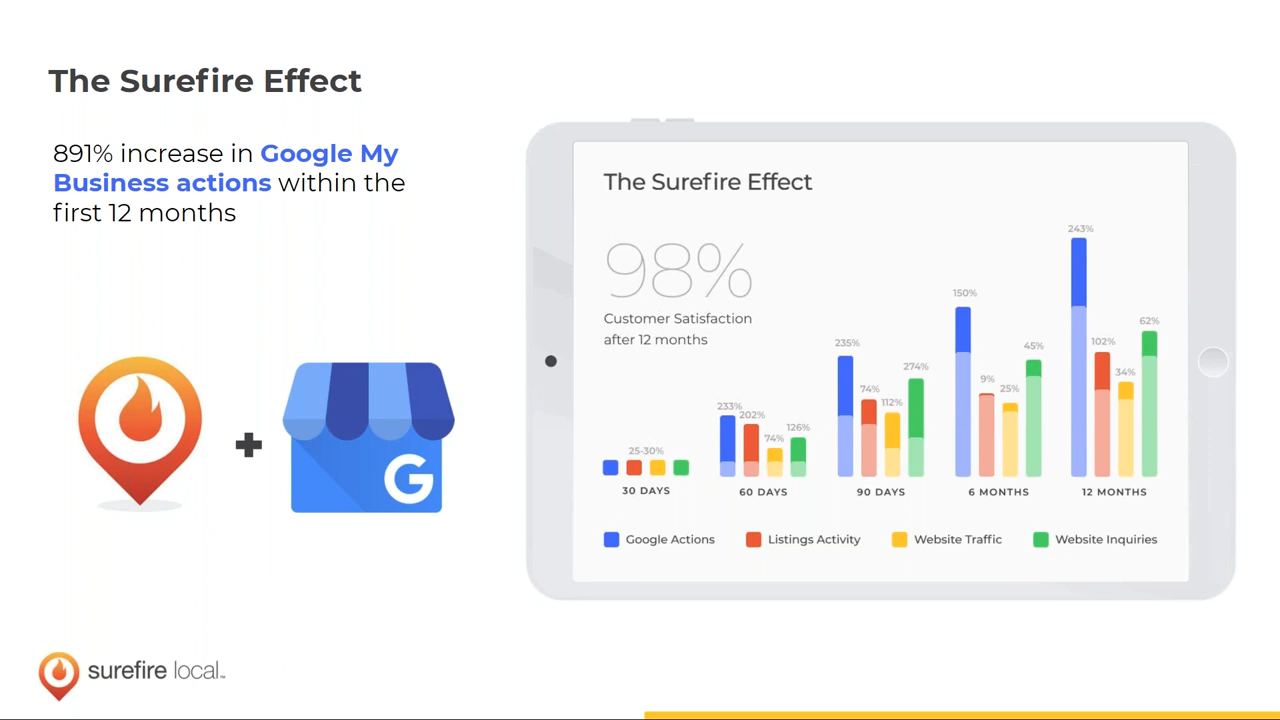 The Surefire Effect
891% increase in Google My
Business actions within the
first 12 months
G
surefire local™
The Surefire Effect
98%
Customer Satisfaction
after 12 months
25-30%
30 DAYS
233%
202%
74%
126%
60 DAYS
235%
74%
112%
274%
90 DAYS
150%
9%
25%
45%
6 MONTHS
243%
102%
34%
62%
12 MONTHS
Google Actions
Listings Activity
Website Traffic
Website Inquiries